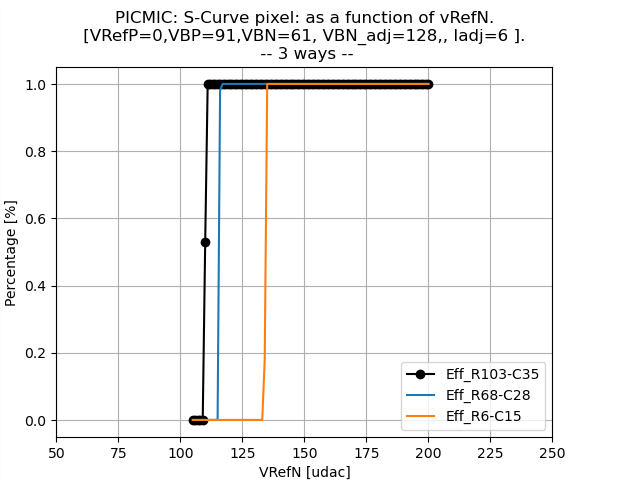 PICMIC: S-Curve pixel: as a function of vRefN.
[VRefP=0,VBP=91,VBN=61, VBN_adj=128,, Iadj=6 ].
-- 3 ways --
1.0
0.8
0.6
0.4
0.2
0.0
Percentage [%]
50 75 100 125 150 175 200 225 250
VRefN [udac]
Eff_R103-C35
Eff_R68-C28
Eff_R6-C15